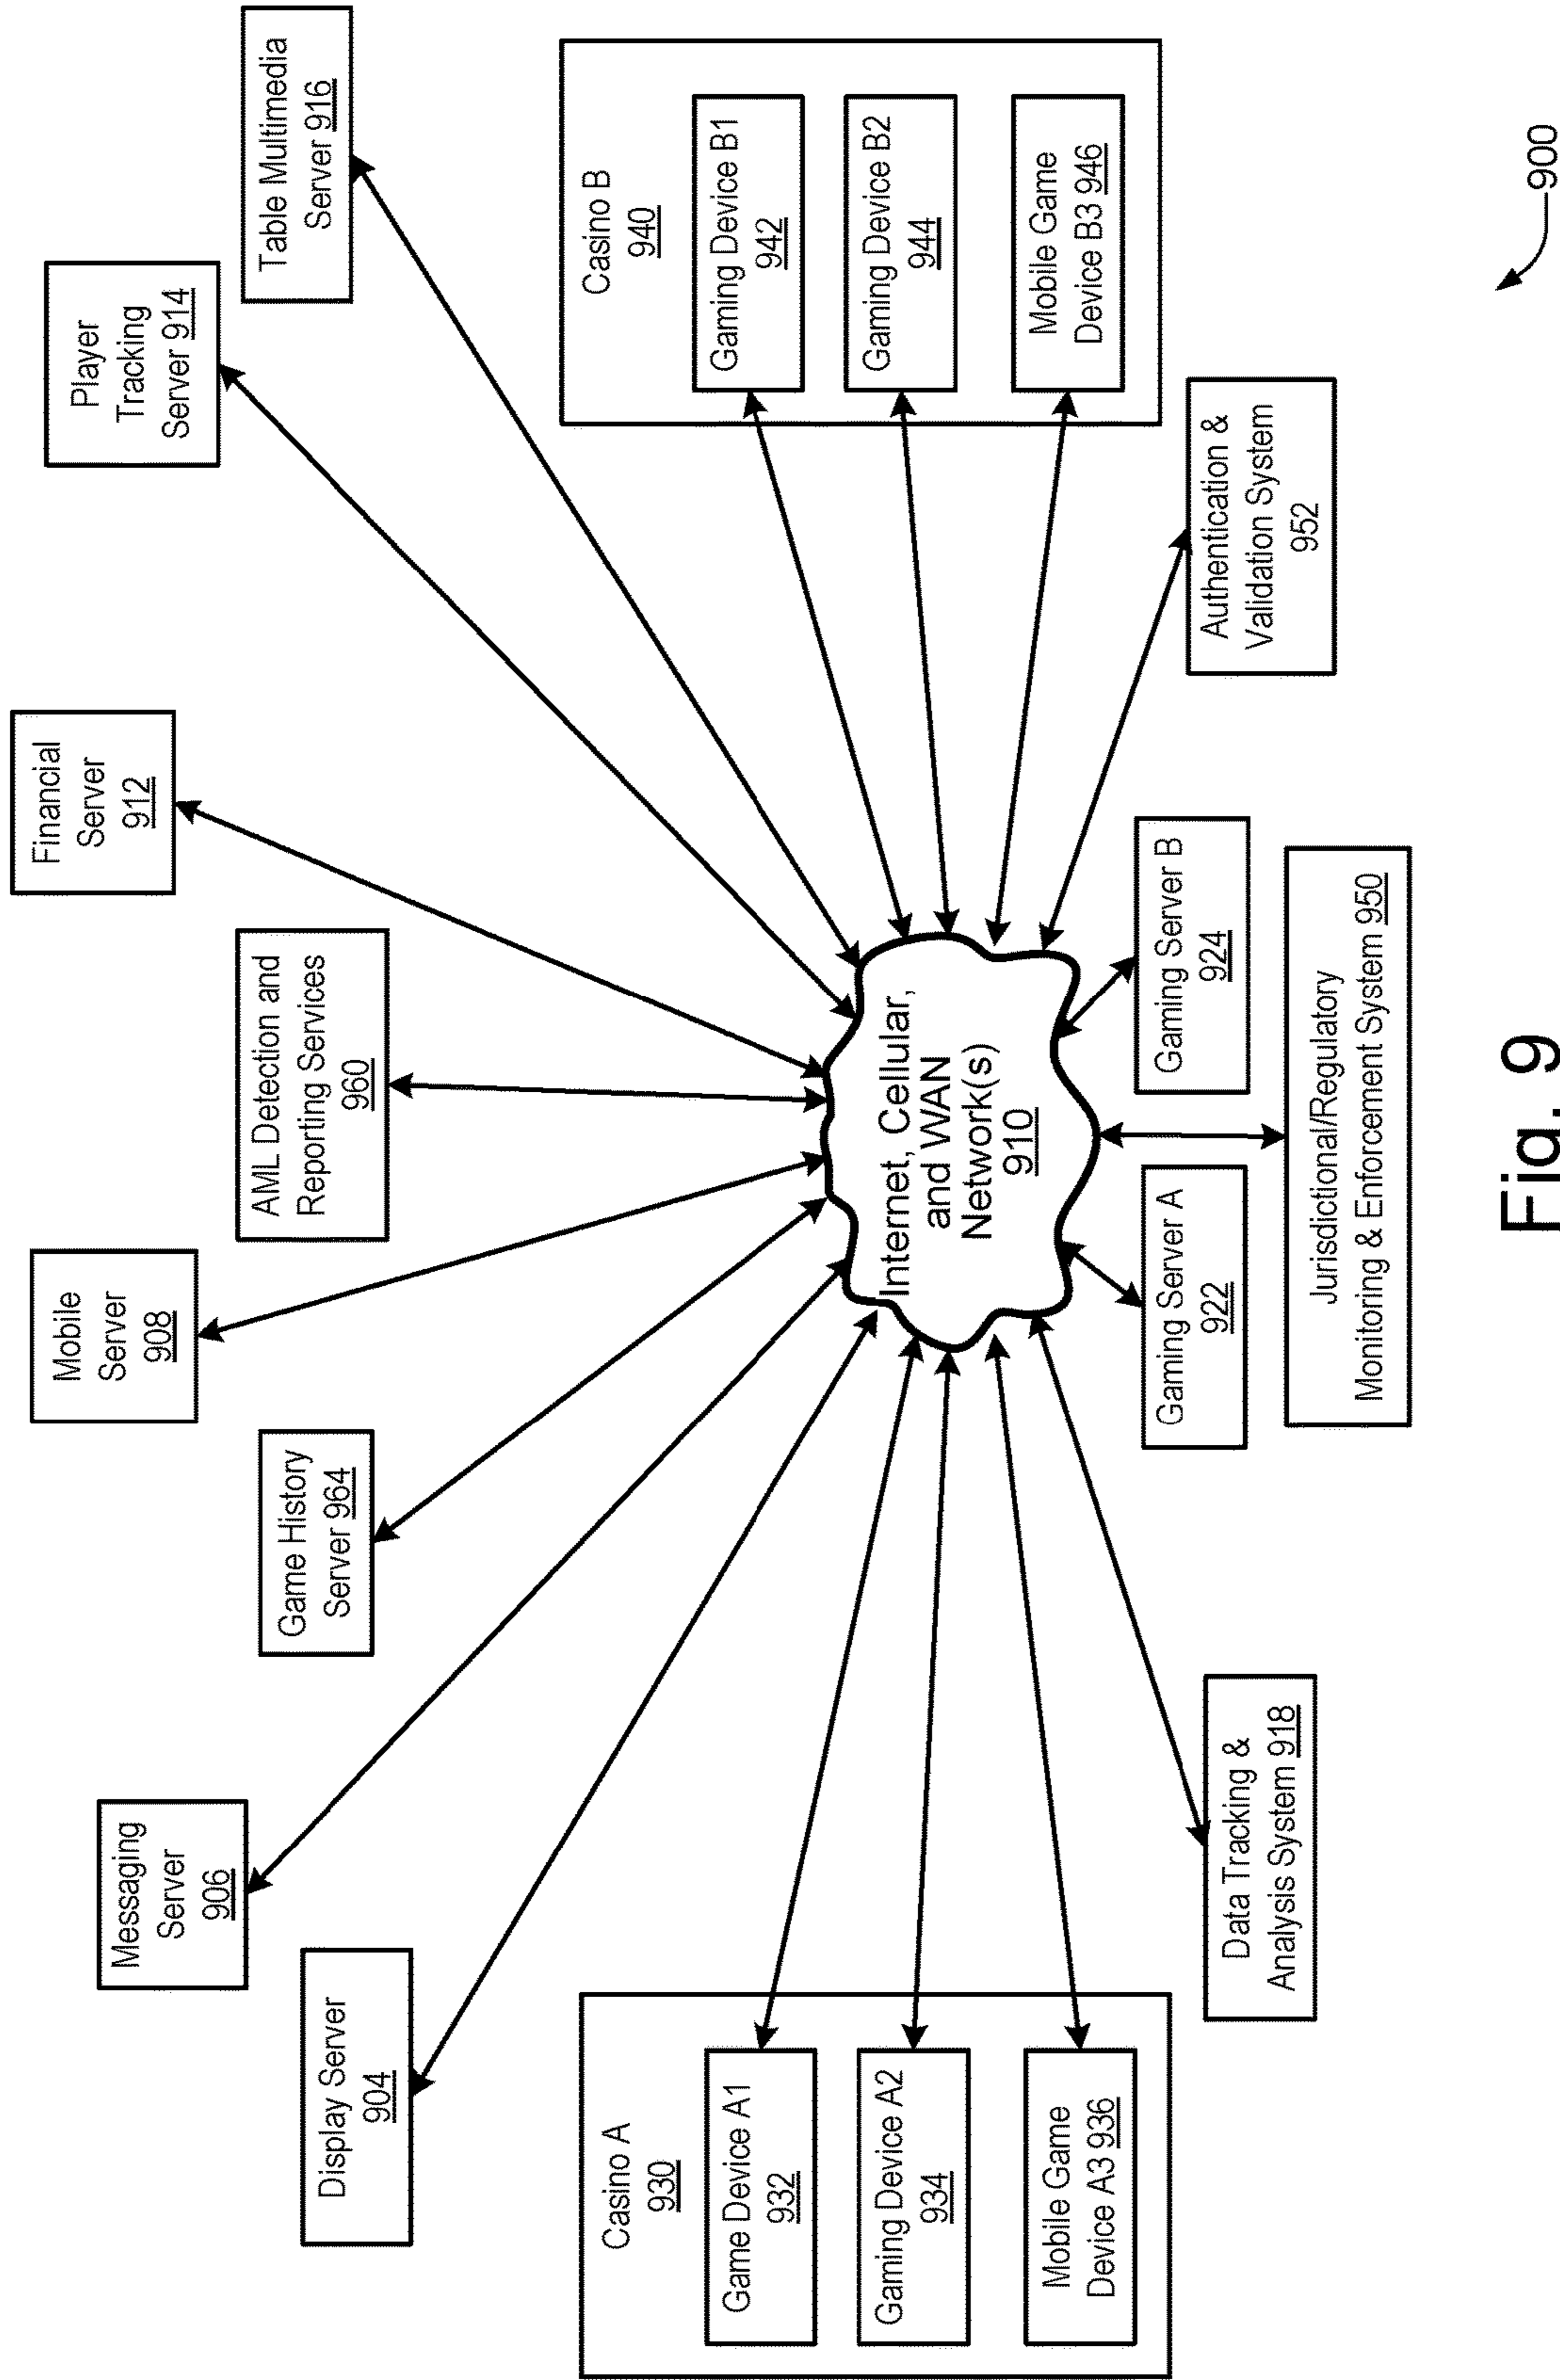 Messaging
Server
906
Display Server
904
Game History
Server 964
Mobile
Server
908
AML Detection and
Reporting Services
960
Financial
Server
912
Player
Tracking
Server 914
Table Multimedia
Server 916
Casino A
930
Game Device A1
932
Gaming Device A2
934
Mobile Game
Device A3 936
Internet, Cellular,
and WAN
Network(s)
910
Casino B
940
Gaming Device B1
942
Gaming Device B2
944
Mobile Game
Device B3 946
Data Tracking &
Analysis System 918
Gaming Server A
922
Gaming Server B
924
Authentication &
Validation System
952
Jurisdictional/Regulatory
Monitoring & Enforcement System 950
Fig. 9
900